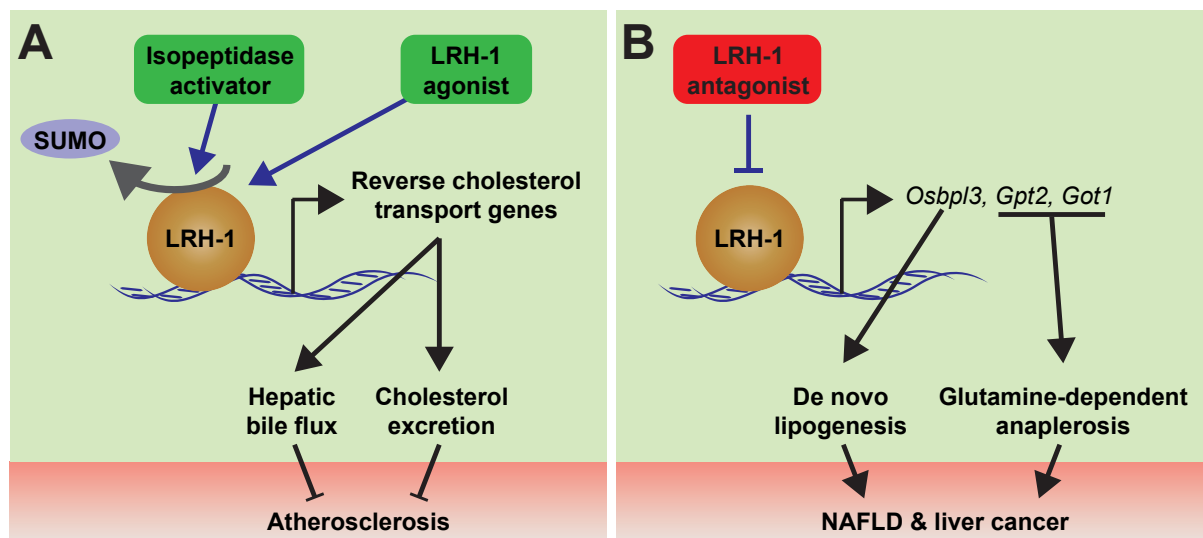 A
Isopeptidase
activator
LRH-1
agonist
SUMO
LRH-1
Reverse cholesterol
transport genes
Hepatic
bile flux
Cholesterol
excretion
Atherosclerosis
B
LRH-1
antagonist
LRH-1
Osbpl3, Gpt2, Got1
De novo
lipogenesis
Glutamine-dependent
anaplerosis
NAFLD & liver cancer